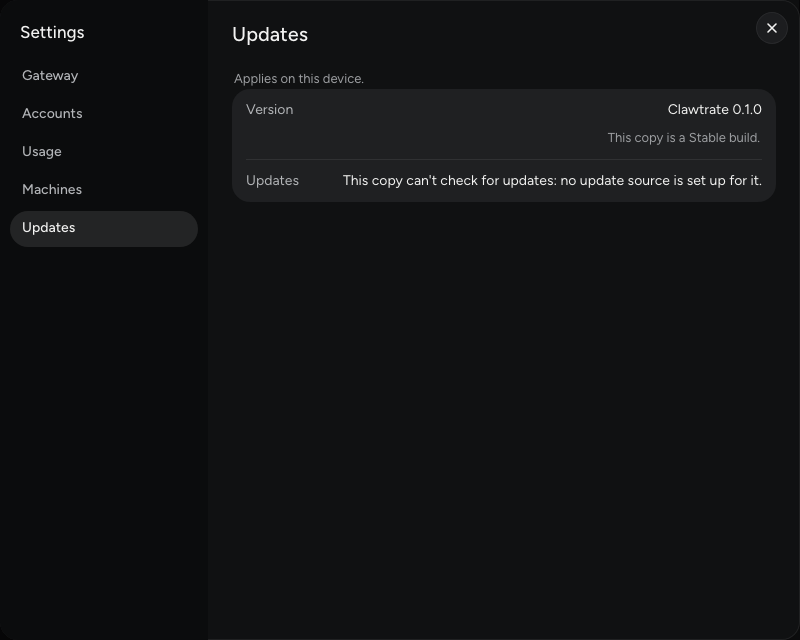 Settings
Gateway
Accounts
Usage
Machines
Updates
Updates
Applies on this device.
Version
Clawtrate 0.1.0
This copy is a Stable build.
Updates
This copy can't check for updates: no update source is set up for it.